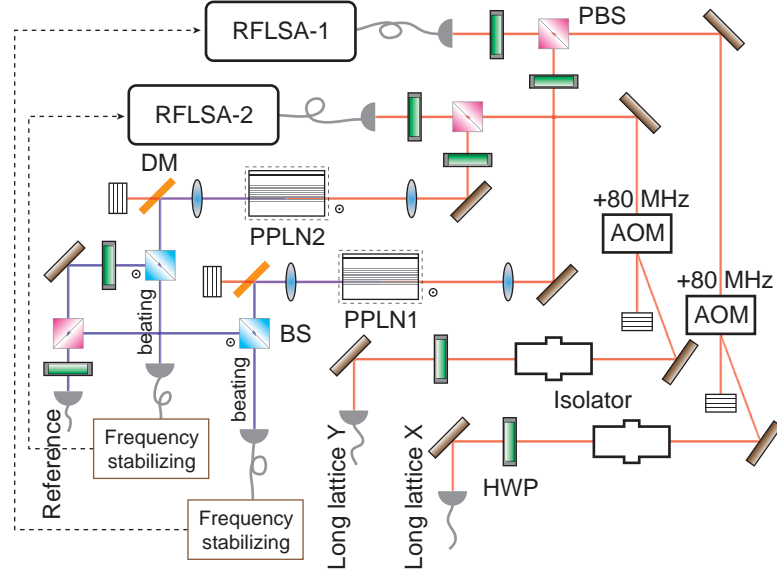 RFLSA-1
PBS
RFLSA-2
DM
+80 MHz
PPLN2
AOM
+80 MHz
AOM
PPLN1
BS
beating
beating
Isolator
Frequency
stabilizing
Reference
Long lattice Y
Long lattice X
HWP
Frequency
stabilizing